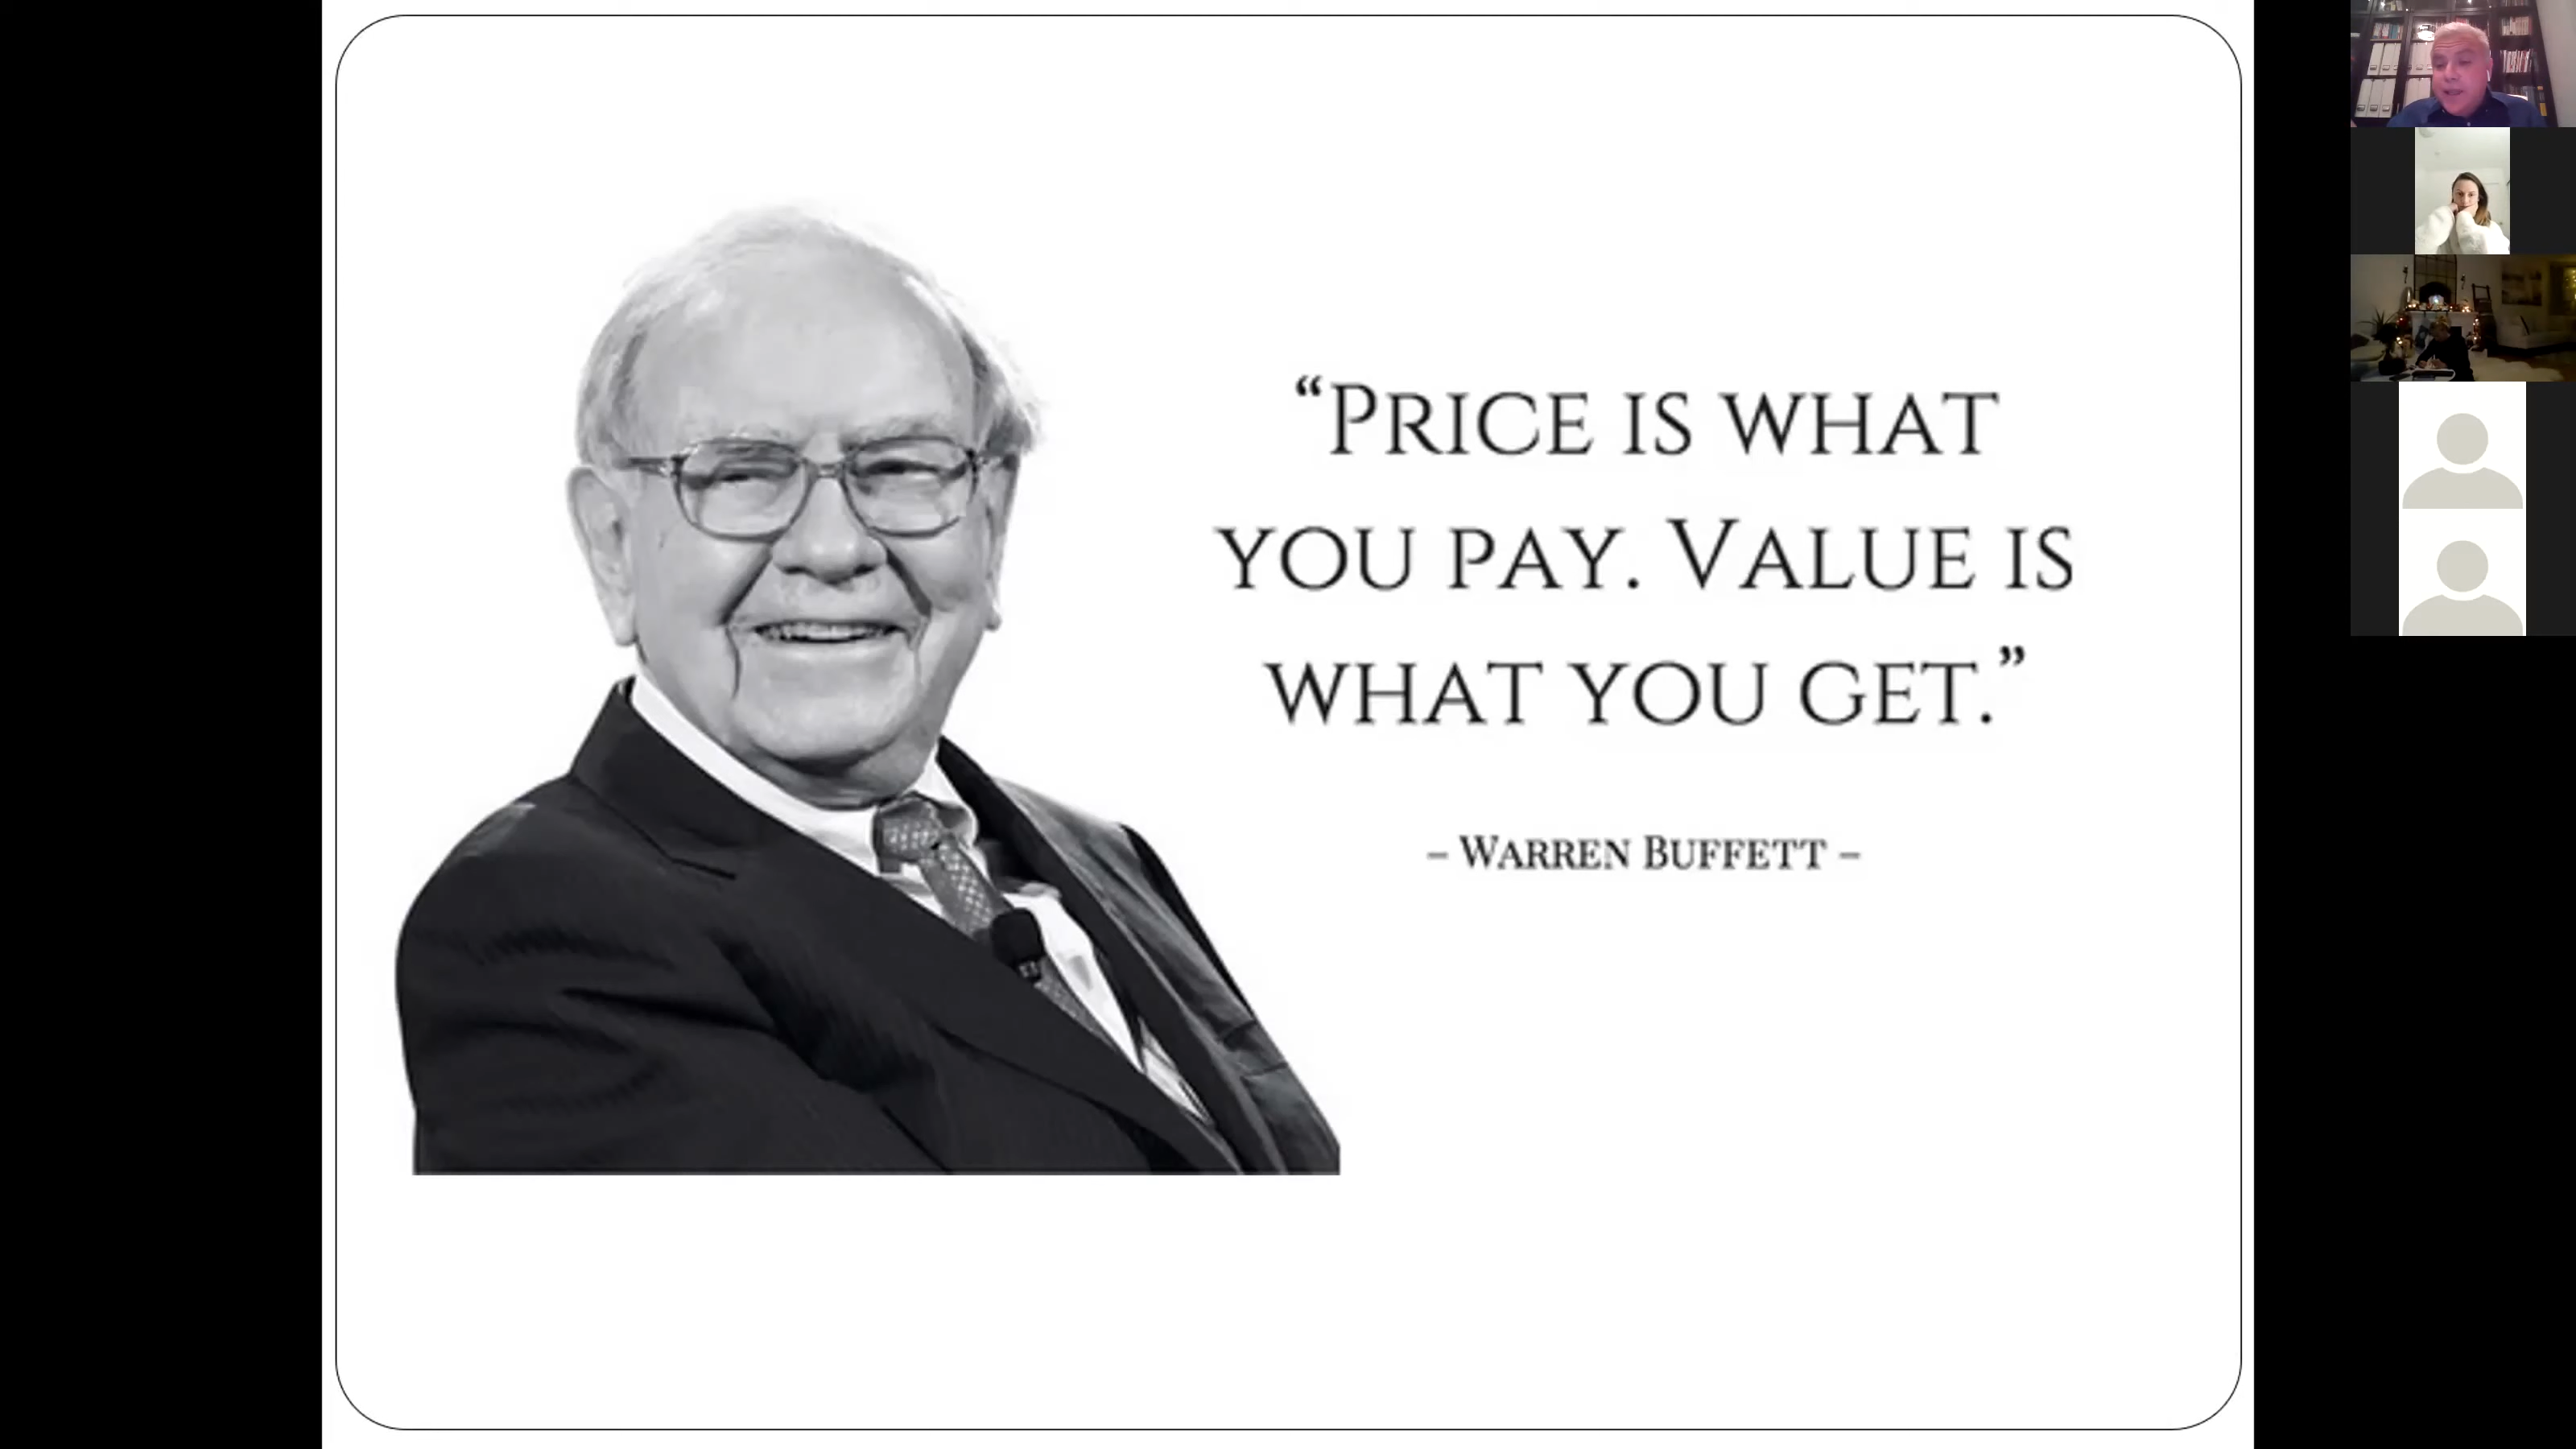 “PRICE IS WHAT
YOU PAY. VALUE IS
WHAT YOU GET.”
– WARREN BUFFETT –